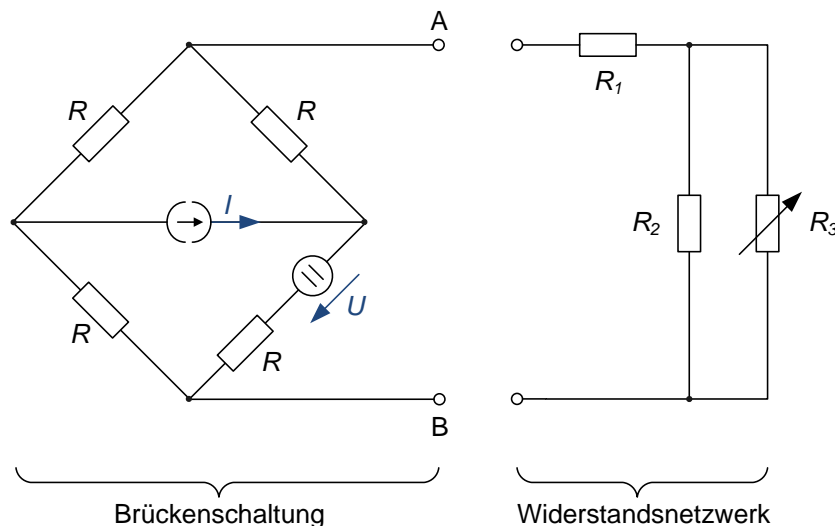 A
R
R
R₁
I
R₂
R₃
U
R
R
B
Brückenschaltung
Widerstandsnetzwerk